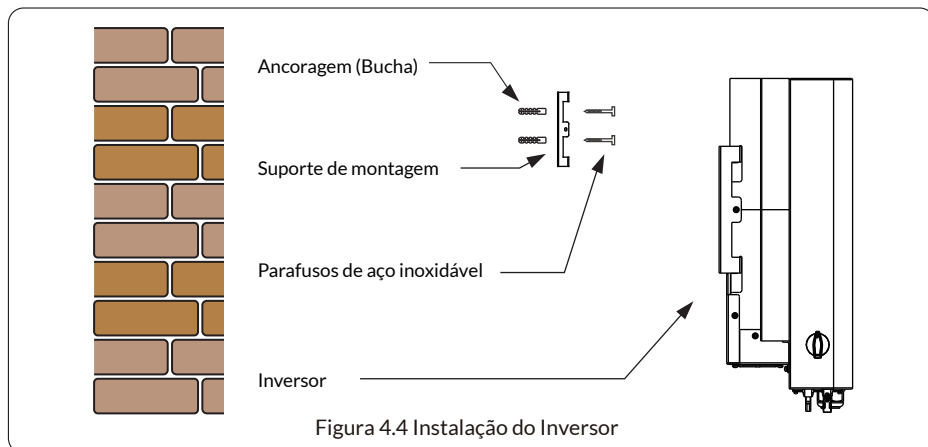 Ancoragem (Bucha)
Suporte de montagem
Parafusos de aço inoxidável
Inversor
Figura 4.4 Instalação do Inversor